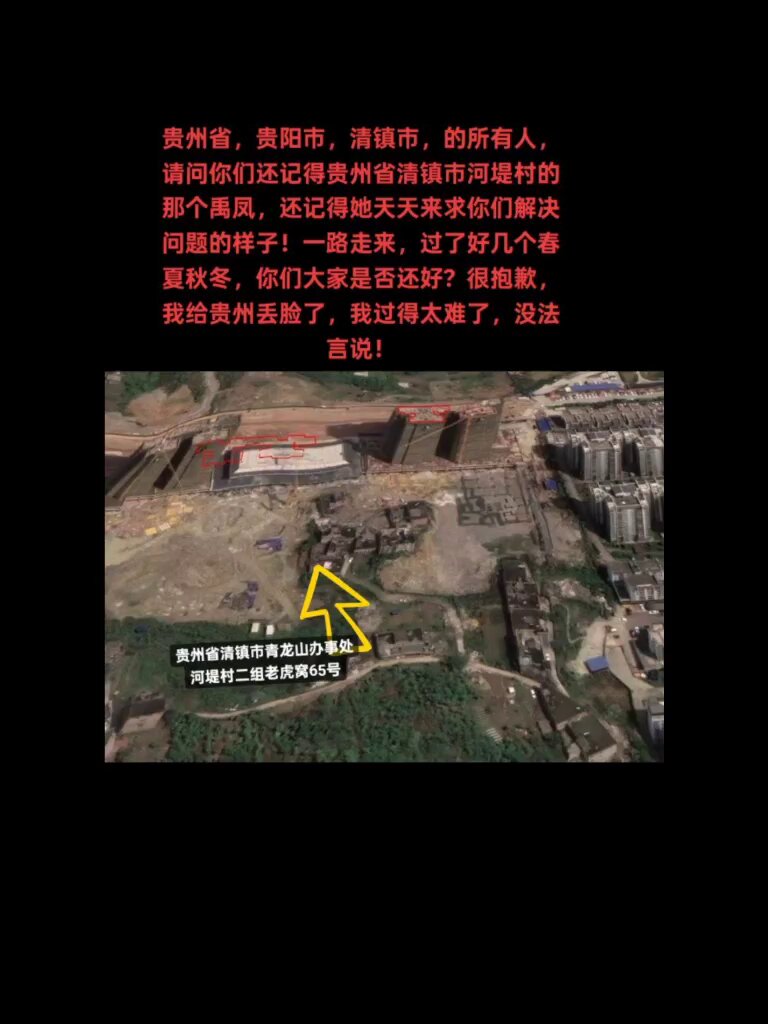 贵州省，贵阳市，清镇市，的所有人，
请问你们还记得贵州省清镇市河堤村的
那个禹凤，还记得她天天来求你们解决
问题的样子！一路走来，过了好几个春
夏秋冬，你们大家是否还好？很抱歉，
我给贵州丢脸了，我过得太难了，没法
言说！
贵州省清镇市青龙山办事处
河堤村二组老虎窝65号